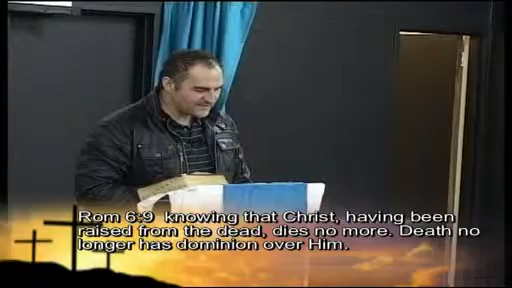 Rom 6:9 knowing that Christ, having been
raised from the dead, dies no more. Death no
longer has dominion over Him.